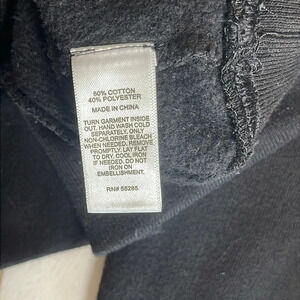 60% COTTON
40% POLYESTER
MADE IN CHINA
TURN GARMENT INSIDE
OUT. HAND WASH COLD
SEPARATELY. ONLY
NON-CHLORINE BLEACH
WHEN NEEDED. REMOVE
PROMPTLY. LAY FLAT
TO DRY. COOL IRON
IF NEEDED. DO NOT
IRON ON
EMBELLISHMENT.
RN# 55285